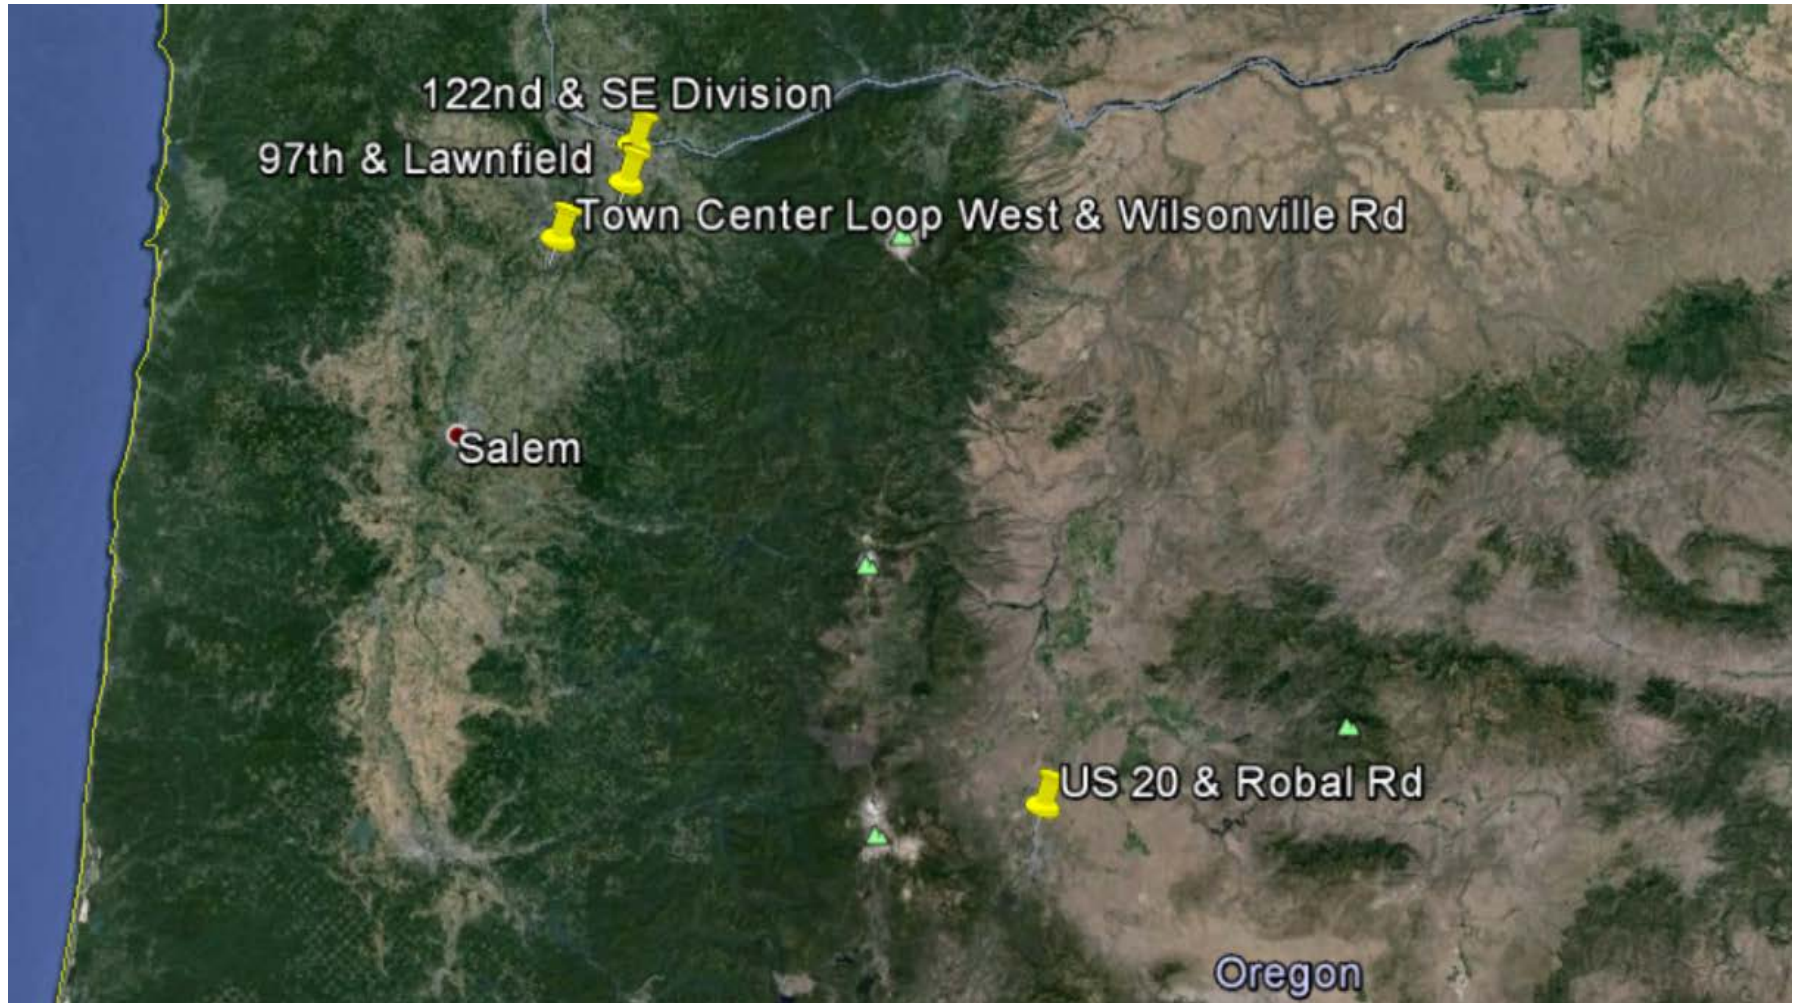 122nd & SE Division
97th & Lawnfield
Town Center Loop West & Wilsonville Rd
Salem
US 20 & Robal Rd
Oregon